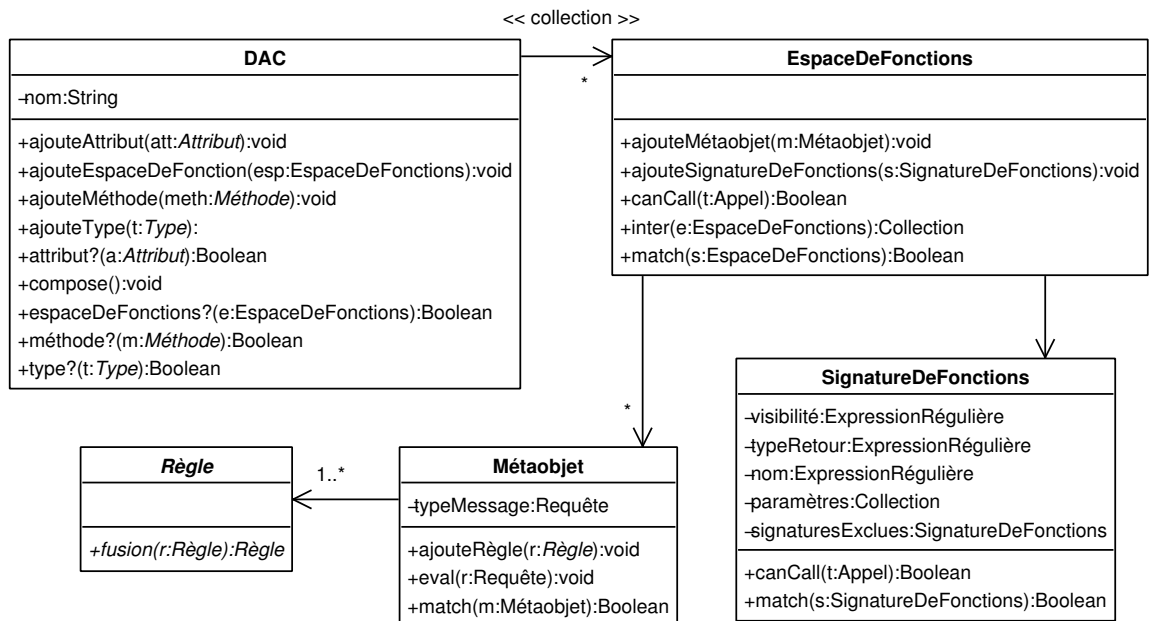 << collection >>
DAC
-nom:String
+ajouteAttribut(att:Attribut):void
+ajouteEspaceDeFonction(esp:EspaceDeFonctions):void
+ajouteMéthode(meth:Méthode):void
+ajouteType(t:Type):
+attribut?(a:Attribut):Boolean
+compose():void
+espaceDeFonctions?(e:EspaceDeFonctions):Boolean
+méthode?(m:Méthode):Boolean
+type?(t:Type):Boolean
*
EspaceDeFonctions
+ajouteMétaobjet(m:Métaobjet):void
+ajouteSignatureDeFonctions(s:SignatureDeFonctions):void
+canCall(t:Appel):Boolean
+inter(e:EspaceDeFonctions):Collection
+match(s:EspaceDeFonctions):Boolean
*
Règle
+fusion(r:Règle):Règle
1..*
Métaobjet
-typeMessage:Requête
+ajouteRègle(r:Règle):void
+eval(r:Requête):void
+match(m:Métaobjet):Boolean
SignatureDeFonctions
-visibilité:ExpressionRégulière
-typeRetour:ExpressionRégulière
-nom:ExpressionRégulière
-paramètres:Collection
-signaturesExclues:SignatureDeFonctions
+canCall(t:Appel):Boolean
+match(s:SignatureDeFonctions):Boolean